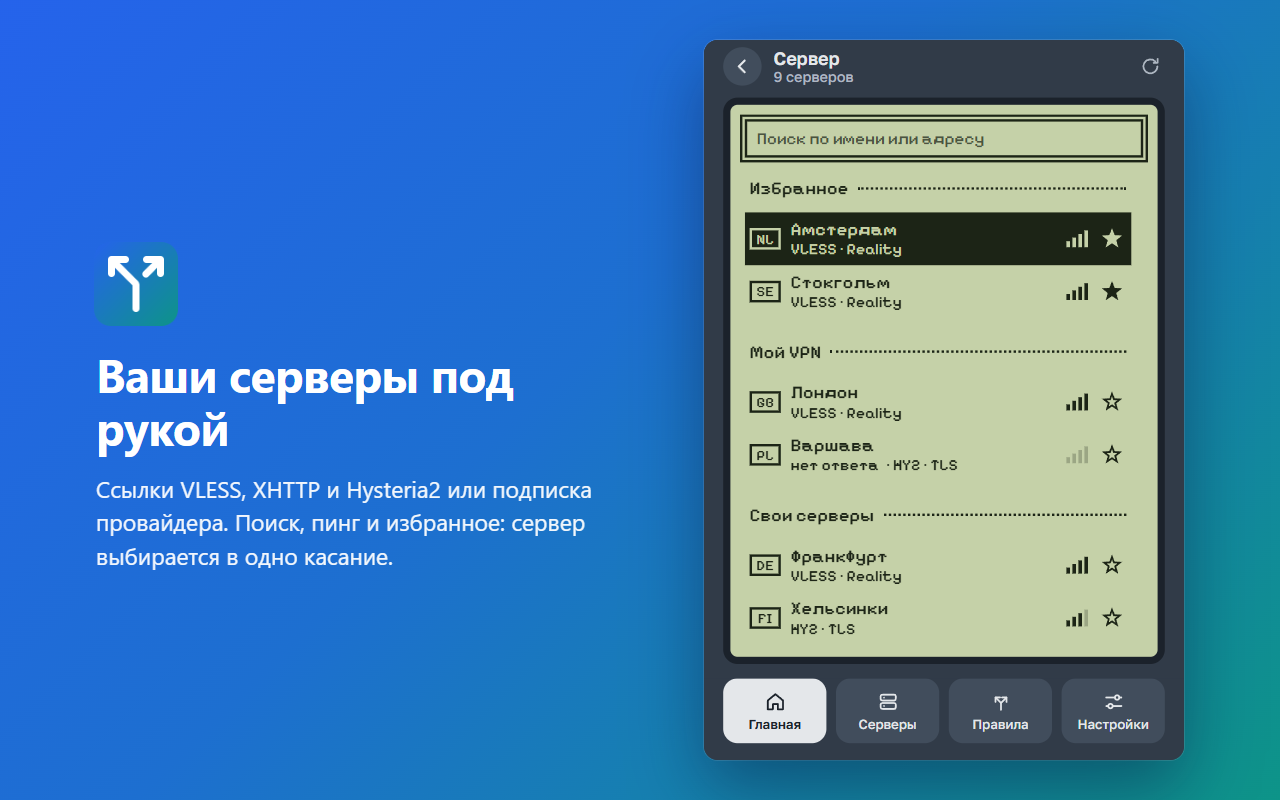 Ваши серверы под
рукой
Ссылки VLESS, XHTTP и Hysteria2 или подписка
провайдера. Поиск, пинг и избранное: сервер
выбирается в одно касание.
Сервер
9 серверов
Поиск по имени или адресу
Избранное
NL
Амстердам
VLESS · Reality
SE
Стокгольм
VLESS · Reality
Мой VPN
GB
Лондон
VLESS · Reality
PL
Варшава
нет ответа · HY2 · TLS
Свои серверы
DE
Франкфурт
VLESS · Reality
FI
Хельсинки
HY2 · TLS
Главная
Серверы
Правила
Настройки